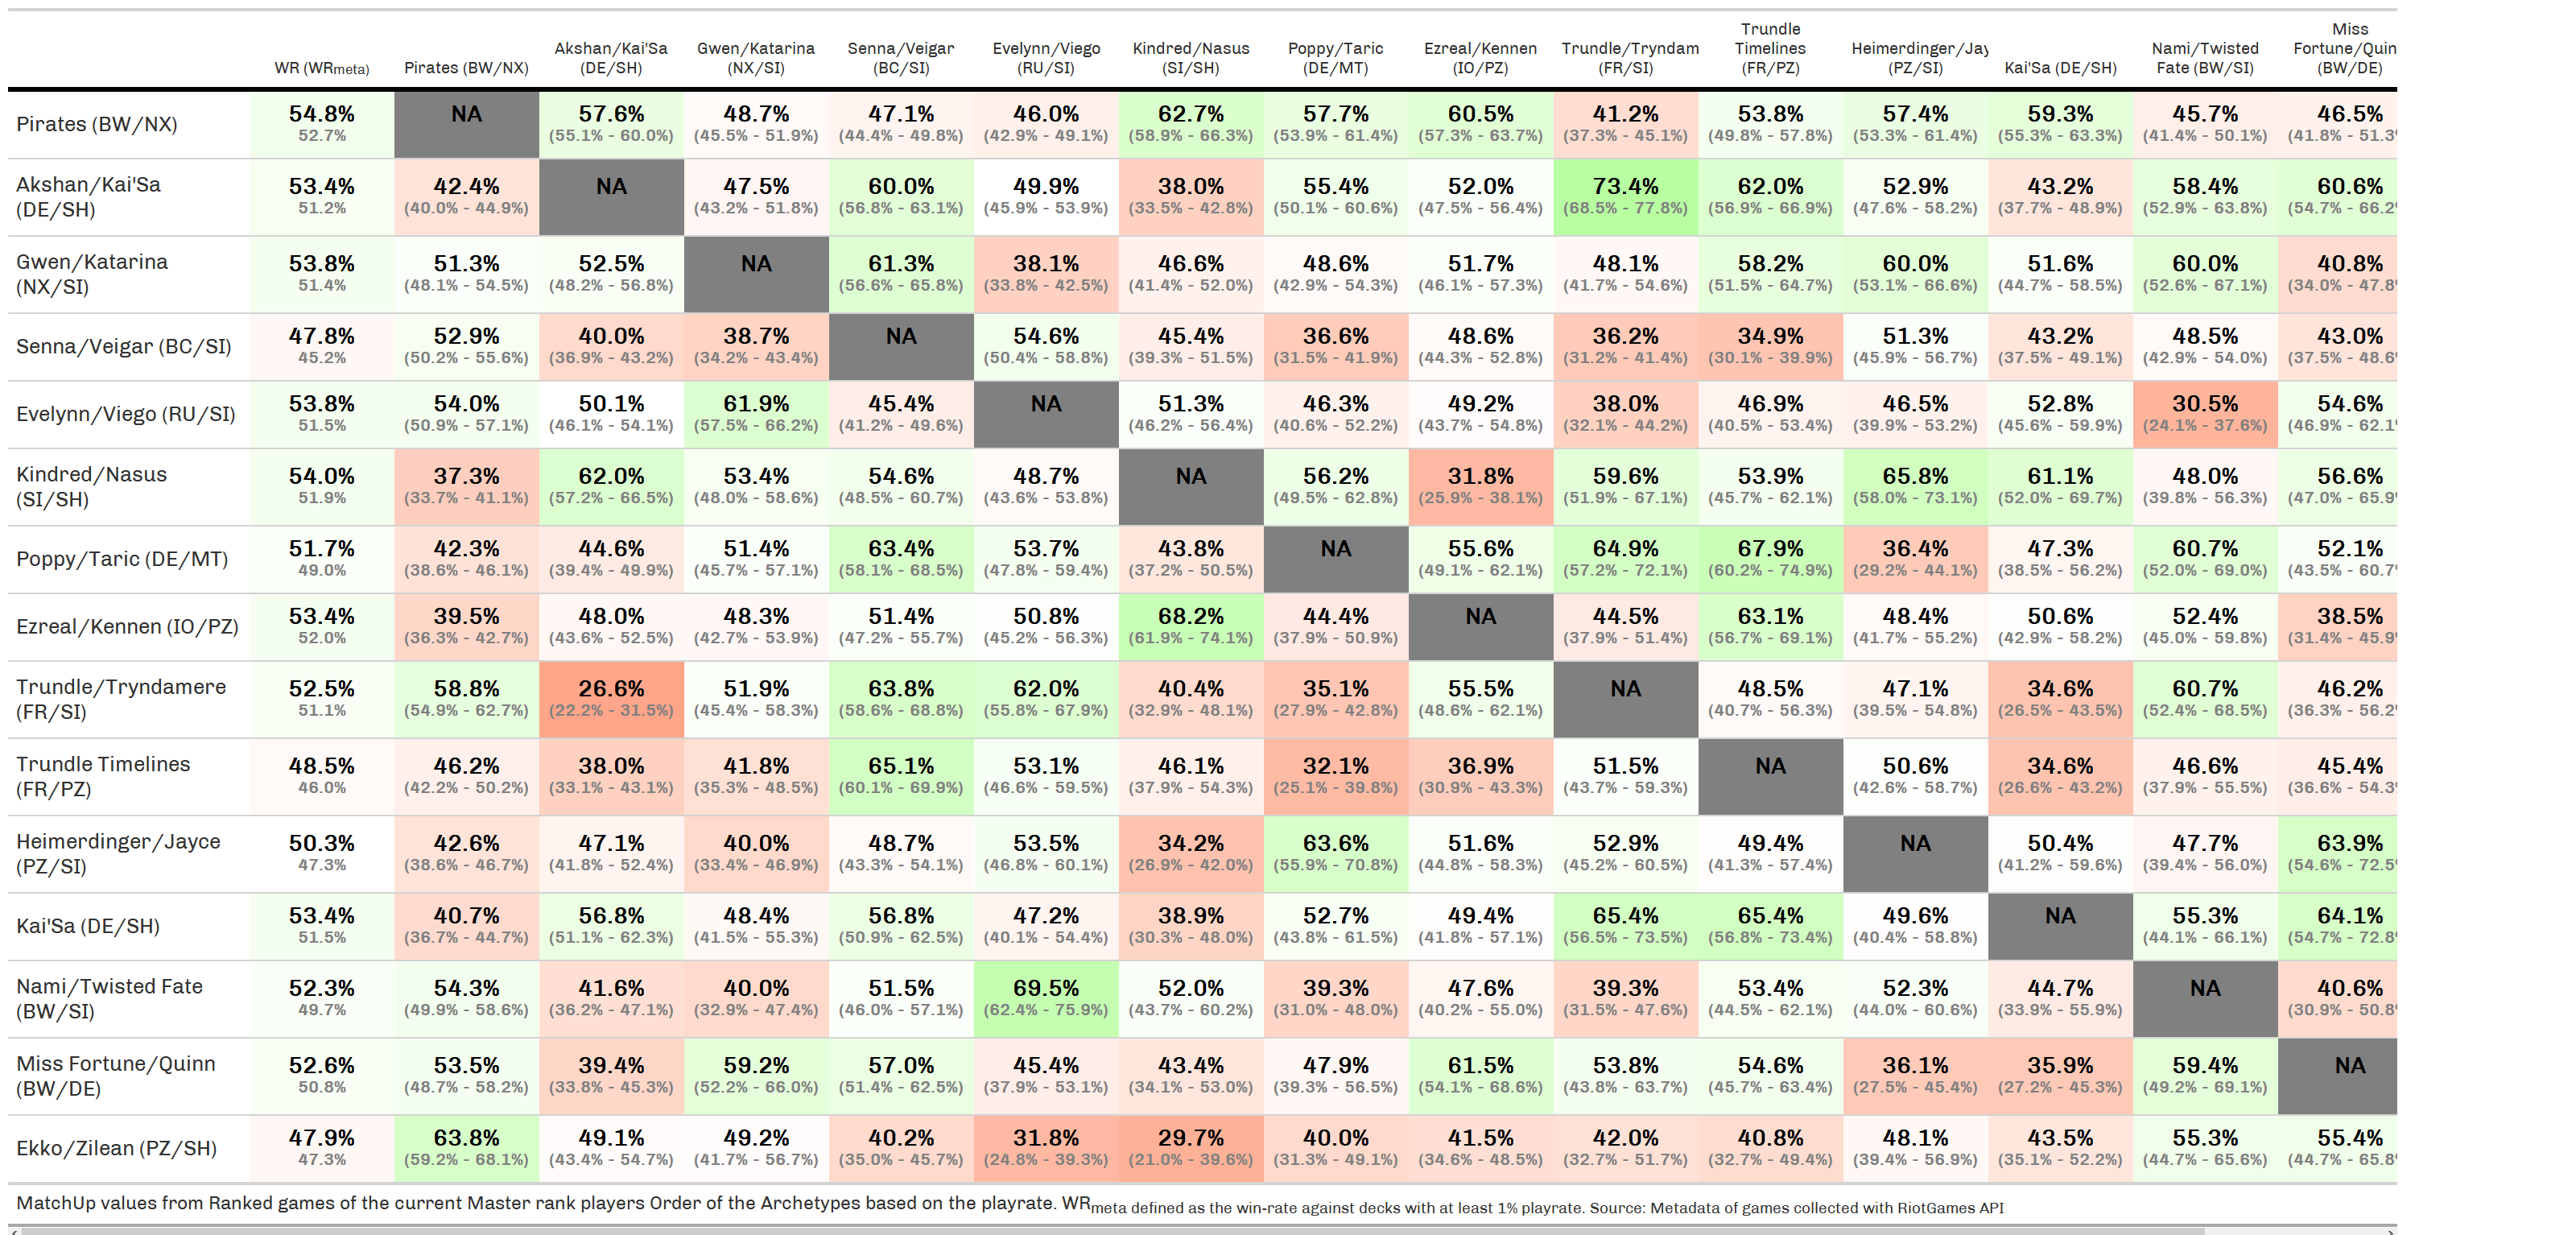 WR (WRmeta) Pirates (BW/NX) Akshan/Kai'Sa (DE/SH) Gwen/Katarina (NX/SI) Senna/Veigar (BC/SI) Evelynn/Viego (RU/SI) Kindred/Nasus (SI/SH) Poppy/Taric (DE/MT) Ezreal/Kennen (IO/PZ) Trundle/Tryndam (FR/SI) Trundle Timelines (FR/PZ) Heimerdinger/Jay (PZ/SI) Kai'Sa (DE/SH) Nami/Twisted Fate (BW/SI) Miss Fortune/Quin (BW/DE)
Pirates (BW/NX) 54.8% NA 57.6% 48.7% 47.1% 46.0% 62.7% 57.7% 60.5% 41.2% 53.8% 57.4% 59.3% 45.7% 46.5%
52.7% (55.1% - 60.0%) (45.5% - 51.9%) (44.4% - 49.8%) (42.9% - 49.1%) (58.9% - 66.3%) (53.9% - 61.4%) (57.3% - 63.7%) (37.3% - 45.1%) (49.8% - 57.8%) (53.3% - 61.4%) (55.3% - 63.3%) (41.4% - 50.1%) (41.8% - 51.3%
Akshan/Kai'Sa (DE/SH) 53.4% 42.4% NA 47.5% 60.0% 49.9% 38.0% 55.4% 52.0% 73.4% 62.0% 52.9% 43.2% 58.4% 60.6%
51.2% (40.0% - 44.9%) (43.2% - 51.8%) (56.8% - 63.1%) (45.9% - 53.9%) (33.5% - 42.8%) (50.1% - 60.6%) (47.5% - 56.4%) (68.5% - 77.8%) (56.9% - 66.9%) (47.6% - 58.2%) (37.7% - 48.9%) (52.9% - 63.8%) (54.7% - 66.2
Gwen/Katarina (NX/SI) 53.8% 51.3% 52.5% NA 61.3% 38.1% 46.6% 48.6% 51.7% 48.1% 58.2% 60.0% 51.6% 60.0% 40.8%
51.4% (48.1% - 54.5%) (48.2% - 56.8%) (56.6% - 65.8%) (33.8% - 42.5%) (41.4% - 52.0%) (42.9% - 54.3%) (46.1% - 57.3%) (41.7% - 54.6%) (51.5% - 64.7%) (53.1% - 66.6%) (44.7% - 58.5%) (52.6% - 67.1%) (34.0% - 47.8
Senna/Veigar (BC/SI) 47.8% 52.9% 40.0% 38.7% NA 54.6% 45.4% 36.6% 48.6% 36.2% 34.9% 51.3% 43.2% 48.5% 43.0%
45.2% (50.2% - 55.6%) (36.9% - 43.2%) (34.2% - 43.4%) (50.4% - 58.8%) (39.3% - 51.5%) (31.5% - 41.9%) (44.3% - 52.8%) (31.2% - 41.4%) (30.1% - 39.9%) (45.9% - 56.7%) (37.5% - 49.1%) (42.9% - 54.0%) (37.5% - 48.6
Evelynn/Viego (RU/SI) 53.8% 54.0% 50.1% 61.9% 45.4% NA 51.3% 46.3% 49.2% 38.0% 46.9% 46.5% 52.8% 30.5% 54.6%
51.5% (50.9% - 57.1%) (46.1% - 54.1%) (57.5% - 66.2%) (41.2% - 49.6%) (46.2% - 56.4%) (40.6% - 52.2%) (43.7% - 54.8%) (32.1% - 44.2%) (40.5% - 53.4%) (39.9% - 53.2%) (45.6% - 59.9%) (24.1% - 37.6%) (46.9% - 62.1
Kindred/Nasus (SI/SH) 54.0% 37.3% 62.0% 53.4% 54.6% 48.7% NA 56.2% 31.8% 59.6% 53.9% 65.8% 61.1% 48.0% 56.6%
51.9% (33.7% - 41.1%) (57.2% - 66.5%) (48.0% - 58.6%) (48.5% - 60.7%) (43.6% - 53.8%) (49.5% - 62.8%) (25.9% - 38.1%) (51.9% - 67.1%) (45.7% - 62.1%) (58.0% - 73.1%) (52.0% - 69.7%) (39.8% - 56.3%) (47.0% - 65.9
Poppy/Taric (DE/MT) 51.7% 42.3% 44.6% 51.4% 63.4% 53.7% 43.8% NA 55.6% 64.9% 67.9% 36.4% 47.3% 60.7% 52.1%
49.0% (38.6% - 46.1%) (39.4% - 49.9%) (45.7% - 57.1%) (58.1% - 68.5%) (47.8% - 59.4%) (37.2% - 50.5%) (49.1% - 62.1%) (57.2% - 72.1%) (60.2% - 74.9%) (29.2% - 44.1%) (38.5% - 56.2%) (52.0% - 69.0%) (43.5% - 60.7
Ezreal/Kennen (IO/PZ) 53.4% 39.5% 48.0% 48.3% 51.4% 50.8% 68.2% 44.4% NA 44.5% 63.1% 48.4% 50.6% 52.4% 38.5%
52.0% (36.3% - 42.7%) (43.6% - 52.5%) (42.7% - 53.9%) (47.2% - 55.7%) (45.2% - 56.3%) (61.9% - 74.1%) (37.9% - 50.9%) (37.9% - 51.4%) (56.7% - 69.1%) (41.7% - 55.2%) (42.9% - 58.2%) (45.0% - 59.8%) (31.4% - 45.9
Trundle/Tryndamere (FR/SI) 52.5% 58.8% 26.6% 51.9% 63.8% 62.0% 40.4% 35.1% 55.5% NA 48.5% 47.1% 34.6% 60.7% 46.2%
51.1% (54.9% - 62.7%) (22.2% - 31.5%) (45.4% - 58.3%) (58.6% - 68.8%) (55.8% - 67.9%) (32.9% - 48.1%) (27.9% - 42.8%) (48.6% - 62.1%) (40.7% - 56.3%) (39.5% - 54.8%) (26.5% - 43.5%) (52.4% - 68.5%) (36.3% - 56.2
Trundle Timelines (FR/PZ) 48.5% 46.2% 38.0% 41.8% 65.1% 53.1% 46.1% 32.1% 36.9% 51.5% NA 50.6% 34.6% 46.6% 45.4%
46.0% (42.2% - 50.2%) (33.1% - 43.1%) (35.3% - 48.5%) (60.1% - 69.9%) (46.6% - 59.5%) (37.9% - 54.3%) (25.1% - 39.8%) (30.9% - 43.3%) (43.7% - 59.3%) (42.6% - 58.7%) (26.6% - 43.2%) (37.9% - 55.5%) (36.6% - 54.3
Heimerdinger/Jayce (PZ/SI) 50.3% 42.6% 47.1% 40.0% 48.7% 53.5% 34.2% 63.6% 51.6% 52.9% 49.4% NA 50.4% 47.7% 63.9%
47.3% (38.6% - 46.7%) (41.8% - 52.4%) (33.4% - 46.9%) (43.3% - 54.1%) (46.8% - 60.1%) (26.9% - 42.0%) (55.9% - 70.8%) (44.8% - 58.3%) (45.2% - 60.5%) (41.3% - 57.4%) (41.2% - 59.6%) (39.4% - 56.0%) (54.6% - 72.5
Kai'Sa (DE/SH) 53.4% 40.7% 56.8% 48.4% 56.8% 47.2% 38.9% 52.7% 49.4% 65.4% 65.4% 49.6% NA 55.3% 64.1%
51.5% (36.7% - 44.7%) (51.1% - 62.3%) (41.5% - 55.3%) (50.9% - 62.5%) (40.1% - 54.4%) (30.3% - 48.0%) (43.8% - 61.5%) (41.8% - 57.1%) (56.5% - 73.5%) (56.8% - 73.4%) (40.4% - 58.8%) (44.1% - 66.1%) (54.7% - 72.8
Nami/Twisted Fate (BW/SI) 52.3% 54.3% 41.6% 40.0% 51.5% 69.5% 52.0% 39.3% 47.6% 39.3% 53.4% 52.3% 44.7% NA 40.6%
49.7% (49.9% - 58.6%) (36.2% - 47.1%) (32.9% - 47.4%) (46.0% - 57.1%) (62.4% - 75.9%) (43.7% - 60.2%) (31.0% - 48.0%) (40.2% - 55.0%) (31.5% - 47.6%) (44.5% - 62.1%) (44.0% - 60.6%) (33.9% - 55.9%) (30.9% - 50.8
Miss Fortune/Quinn (BW/DE) 52.6% 53.5% 39.4% 59.2% 57.0% 45.4% 43.4% 47.9% 61.5% 53.8% 54.6% 36.1% 35.9% 59.4% NA
50.8% (48.7% - 58.2%) (33.8% - 45.3%) (52.2% - 66.0%) (51.4% - 62.5%) (37.9% - 53.1%) (34.1% - 53.0%) (39.3% - 56.5%) (54.1% - 68.6%) (43.8% - 63.7%) (45.7% - 63.4%) (27.5% - 45.4%) (27.2% - 45.3%) (49.2% - 69.1%)
Ekko/Zilean (PZ/SH) 47.9% 63.8% 49.1% 49.2% 40.2% 31.8% 29.7% 40.0% 41.5% 42.0% 40.8% 48.1% 43.5% 55.3% 55.4%
47.3% (59.2% - 68.1%) (43.4% - 54.7%) (41.7% - 56.7%) (35.0% - 45.7%) (24.8% - 39.3%) (21.0% - 39.6%) (31.3% - 49.1%) (34.6% - 48.5%) (32.7% - 51.7%) (32.7% - 49.4%) (39.4% - 56.9%) (35.1% - 52.2%) (44.7% - 65.6%) (44.7% - 65.8
MatchUp values from Ranked games of the current Master rank players Order of the Archetypes based on the playrate. WRmeta defined as the win-rate against decks with at least 1% playrate. Source: Metadata of games collected with RiotGames API